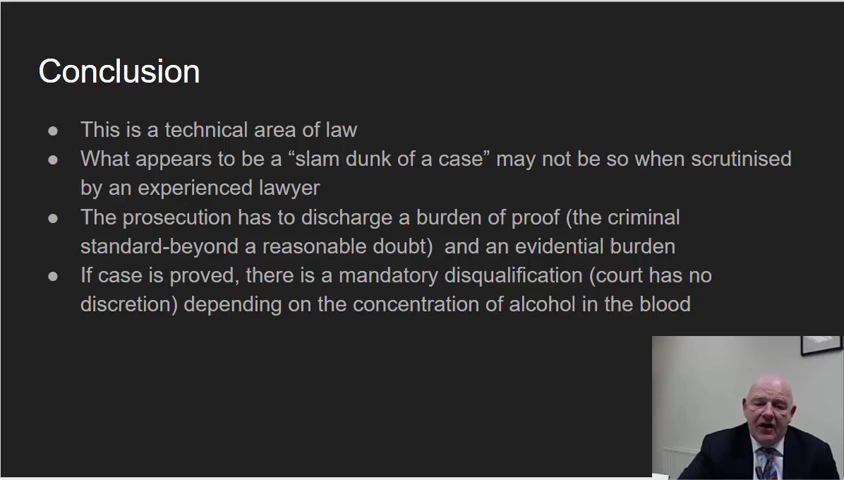 Conclusion
● This is a technical area of law
● What appears to be a “slam dunk of a case” may not be so when scrutinised
by an experienced lawyer
● The prosecution has to discharge a burden of proof (the criminal
standard-beyond a reasonable doubt)  and an evidential burden
● If case is proved, there is a mandatory disqualification (court has no
discretion) depending on the concentration of alcohol in the blood